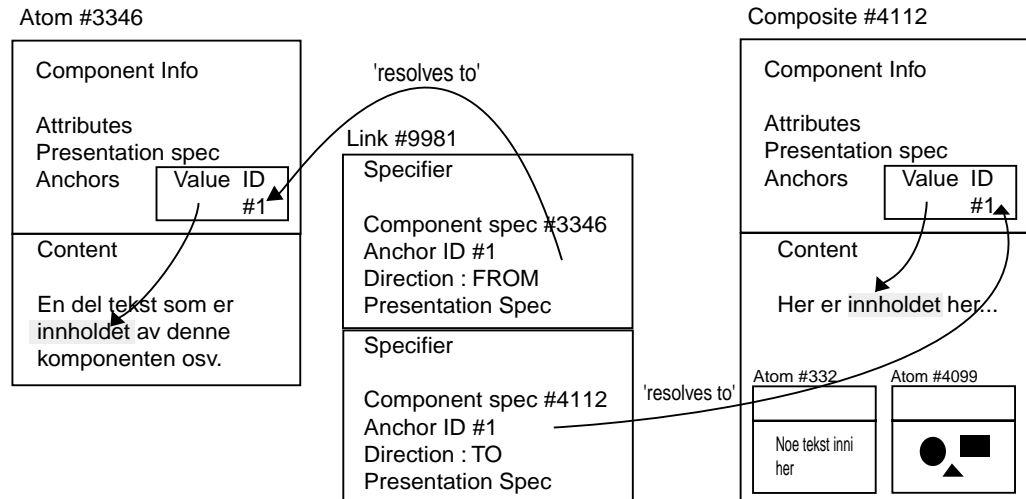 Atom #3346
Component Info
Attributes
Presentation spec
Anchors
Value ID
#1
Content
En del tekst som er
innholdet av denne
komponenten osv.
'resolves to'
Link #9981
Specifier
Component spec #3346
Anchor ID #1
Direction : FROM
Presentation Spec
Specifier
Component spec #4112
Anchor ID #1
Direction : TO
Presentation Spec
'resolves to'
Composite #4112
Component Info
Attributes
Presentation spec
Anchors
Value ID
#1
Content
Her er innholdet her...
Atom #332
Noe tekst inni
her
Atom #4099